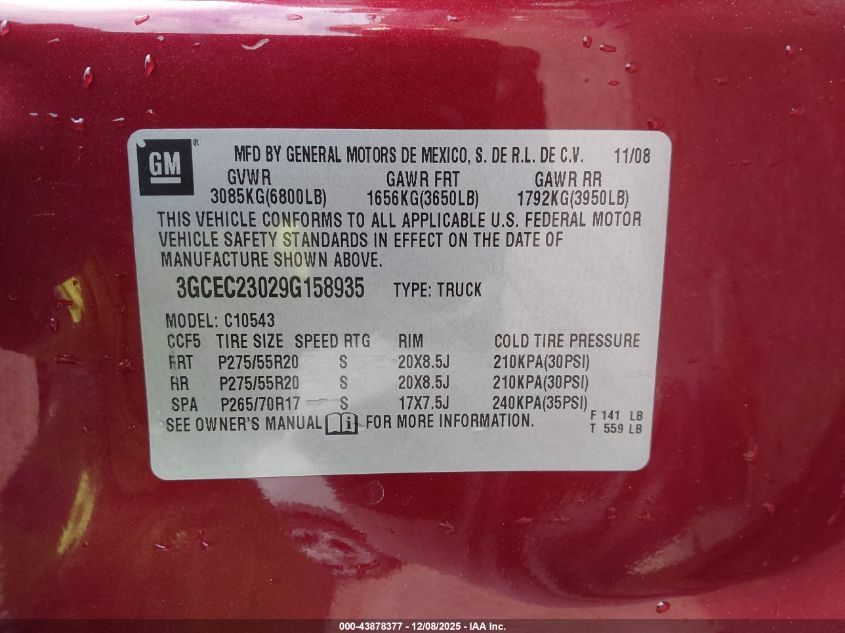 GM ® MFD BY GENERAL MOTORS DE MEXICO, S. DE R.L. DE C.V. 11/08
GVWR GAWR FRT GAWR RR
3085KG(6800LB) 1656KG(3650LB) 1792KG(3950LB)
THIS VEHICLE CONFORMS TO ALL APPLICABLE U.S. FEDERAL MOTOR
VEHICLE SAFETY STANDARDS IN EFFECT ON THE DATE OF
MANUFACTURE SHOWN ABOVE.
3GCEC23029G158935 TYPE: TRUCK
MODEL: C10543
CCF5 TIRE SIZE SPEED RTG RIM COLD TIRE PRESSURE
FRT P275/55R20 S 20X8.5J 210KPA(30PSI)
RR P275/55R20 S 20X8.5J 210KPA(30PSI)
SPA P265/70R17 S 17X7.5J 240KPA(35PSI)
SEE OWNER'S MANUAL i FOR MORE INFORMATION.
F 141 LB
T 559 LB
000-43878377 - 12/08/2025 - IAA Inc.